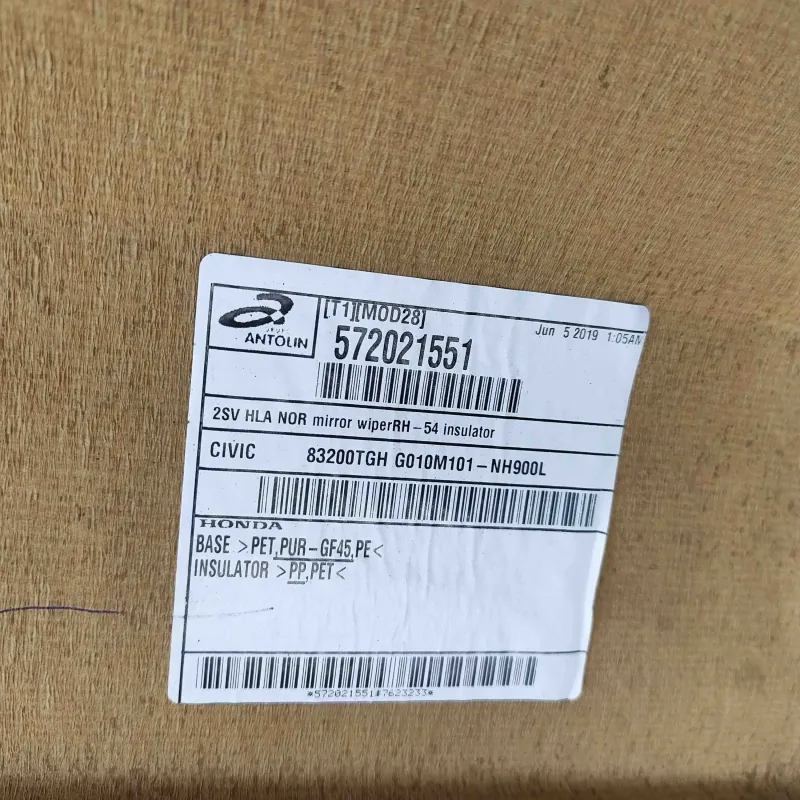 ANTOLIN
[T1][MOD28]
572021551
Jun 5 2019 1:05AM
2SV HLA NOR mirror wiperRH-54 insulator
CIVIC 83200TGH G010M101-NH900L
HONDA
BASE >PET,PUR-GF45,PE<
INSULATOR >PP,PET<
*572021551#7623233*